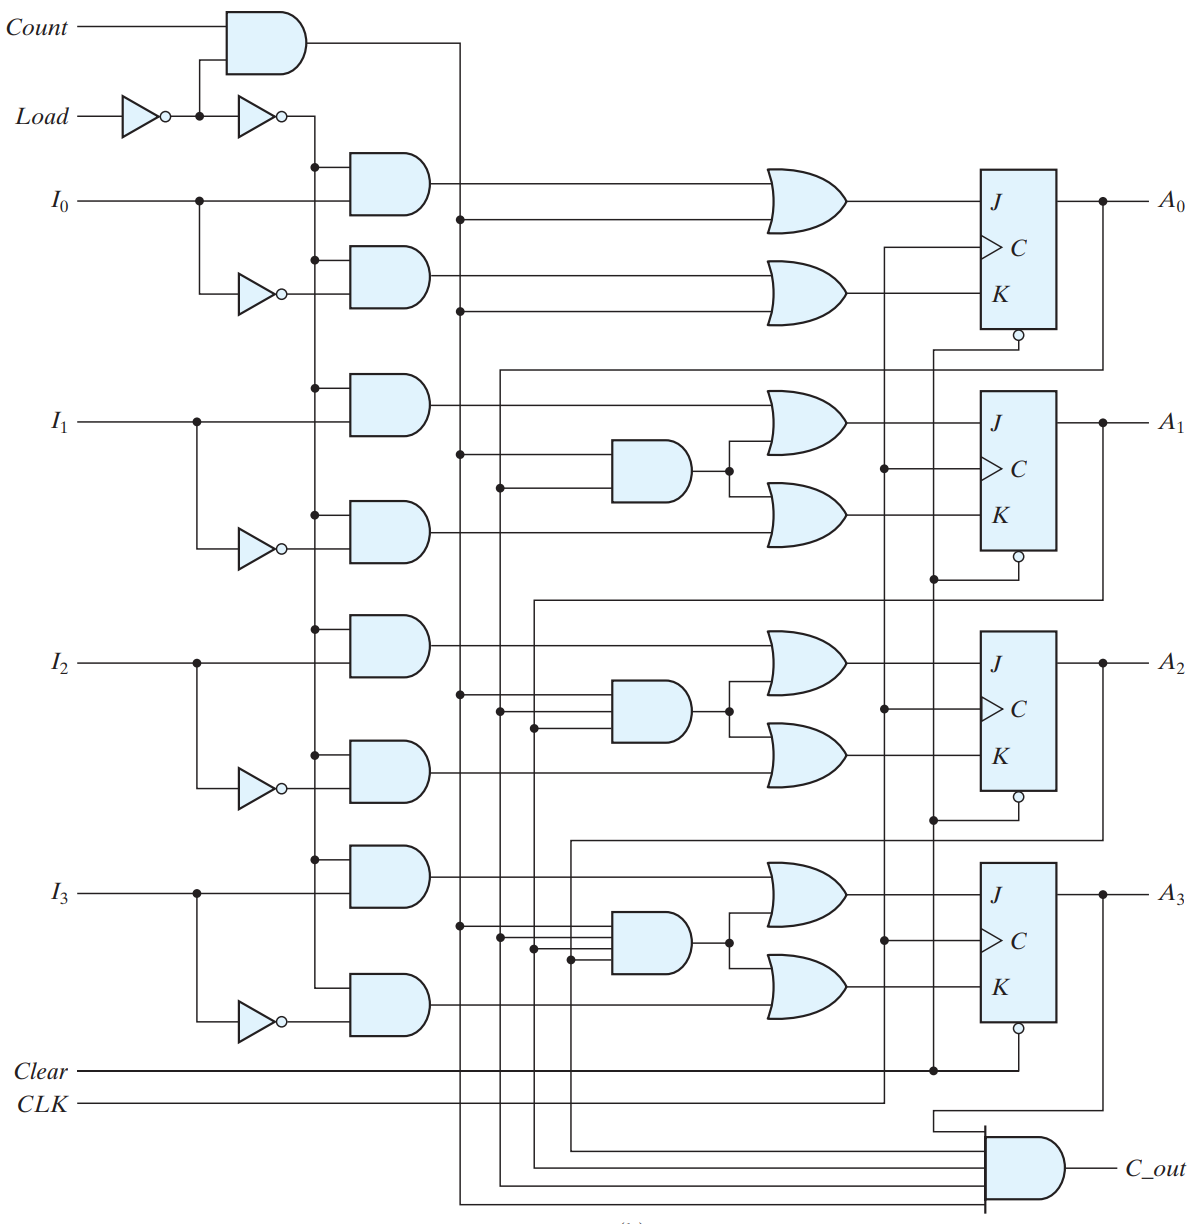 Count
Load
I₀
J
A₀
C
K
I₁
J
A₁
C
K
I₂
J
A₂
C
K
I₃
J
A₃
C
K
Clear
CLK
C_out